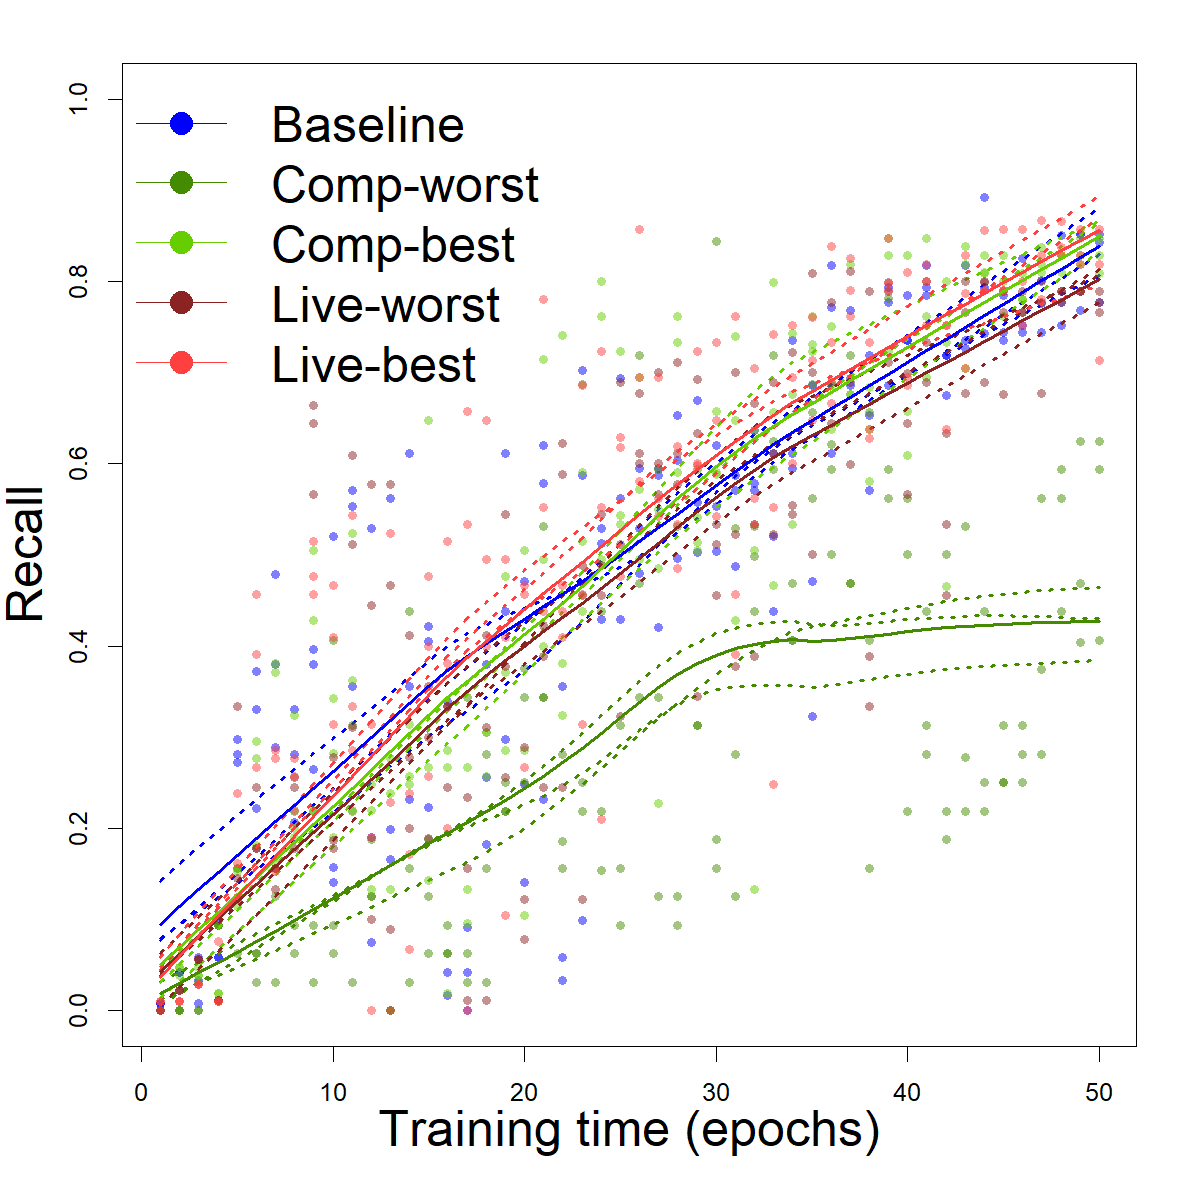 Baseline
Comp-worst
Comp-best
Live-worst
Live-best
Recall
1.0
0.8
0.6
0.4
0.2
0.0
0 10 20 30 40 50
Training time (epochs)